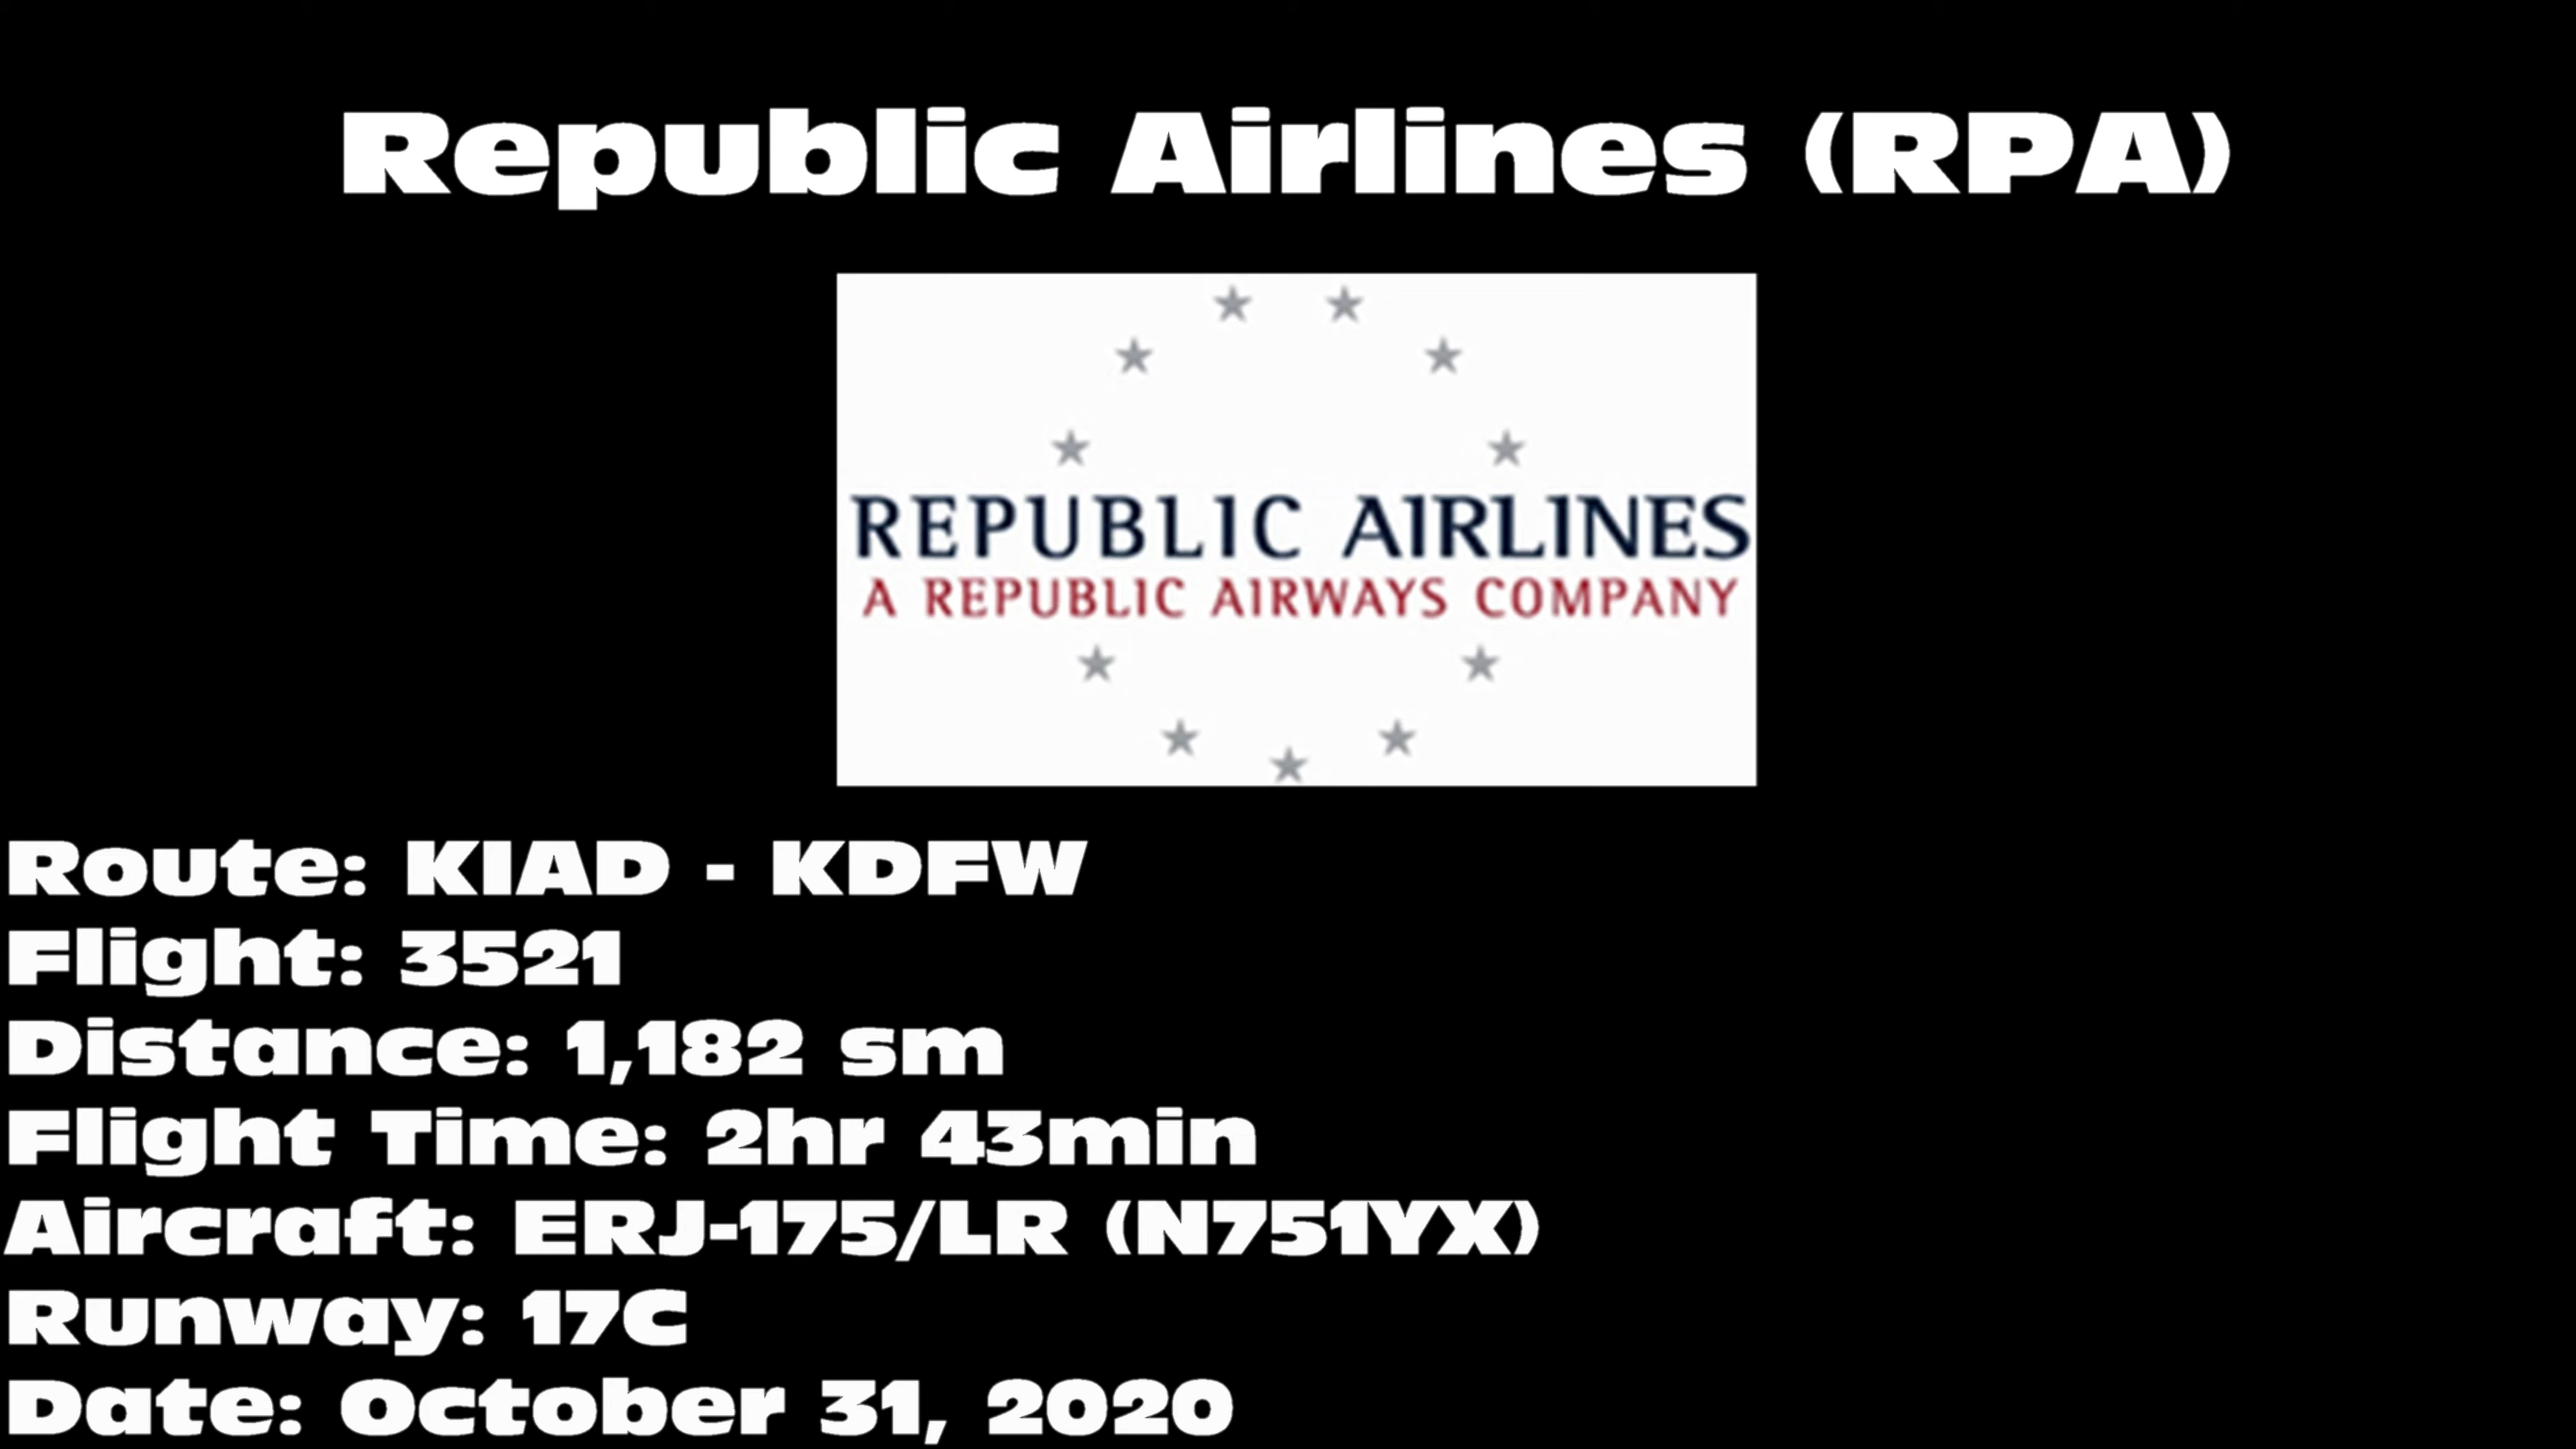 Republic Airlines (RPA)
REPUBLIC AIRLINES
A REPUBLIC AIRWAYS COMPANY
Route: KIAD - KDFW
Flight: 3521
Distance: 1,182 sm
Flight Time: 2hr 43min
Aircraft: ERJ-175/LR (N751YX)
Runway: 17C
Date: October 31, 2020